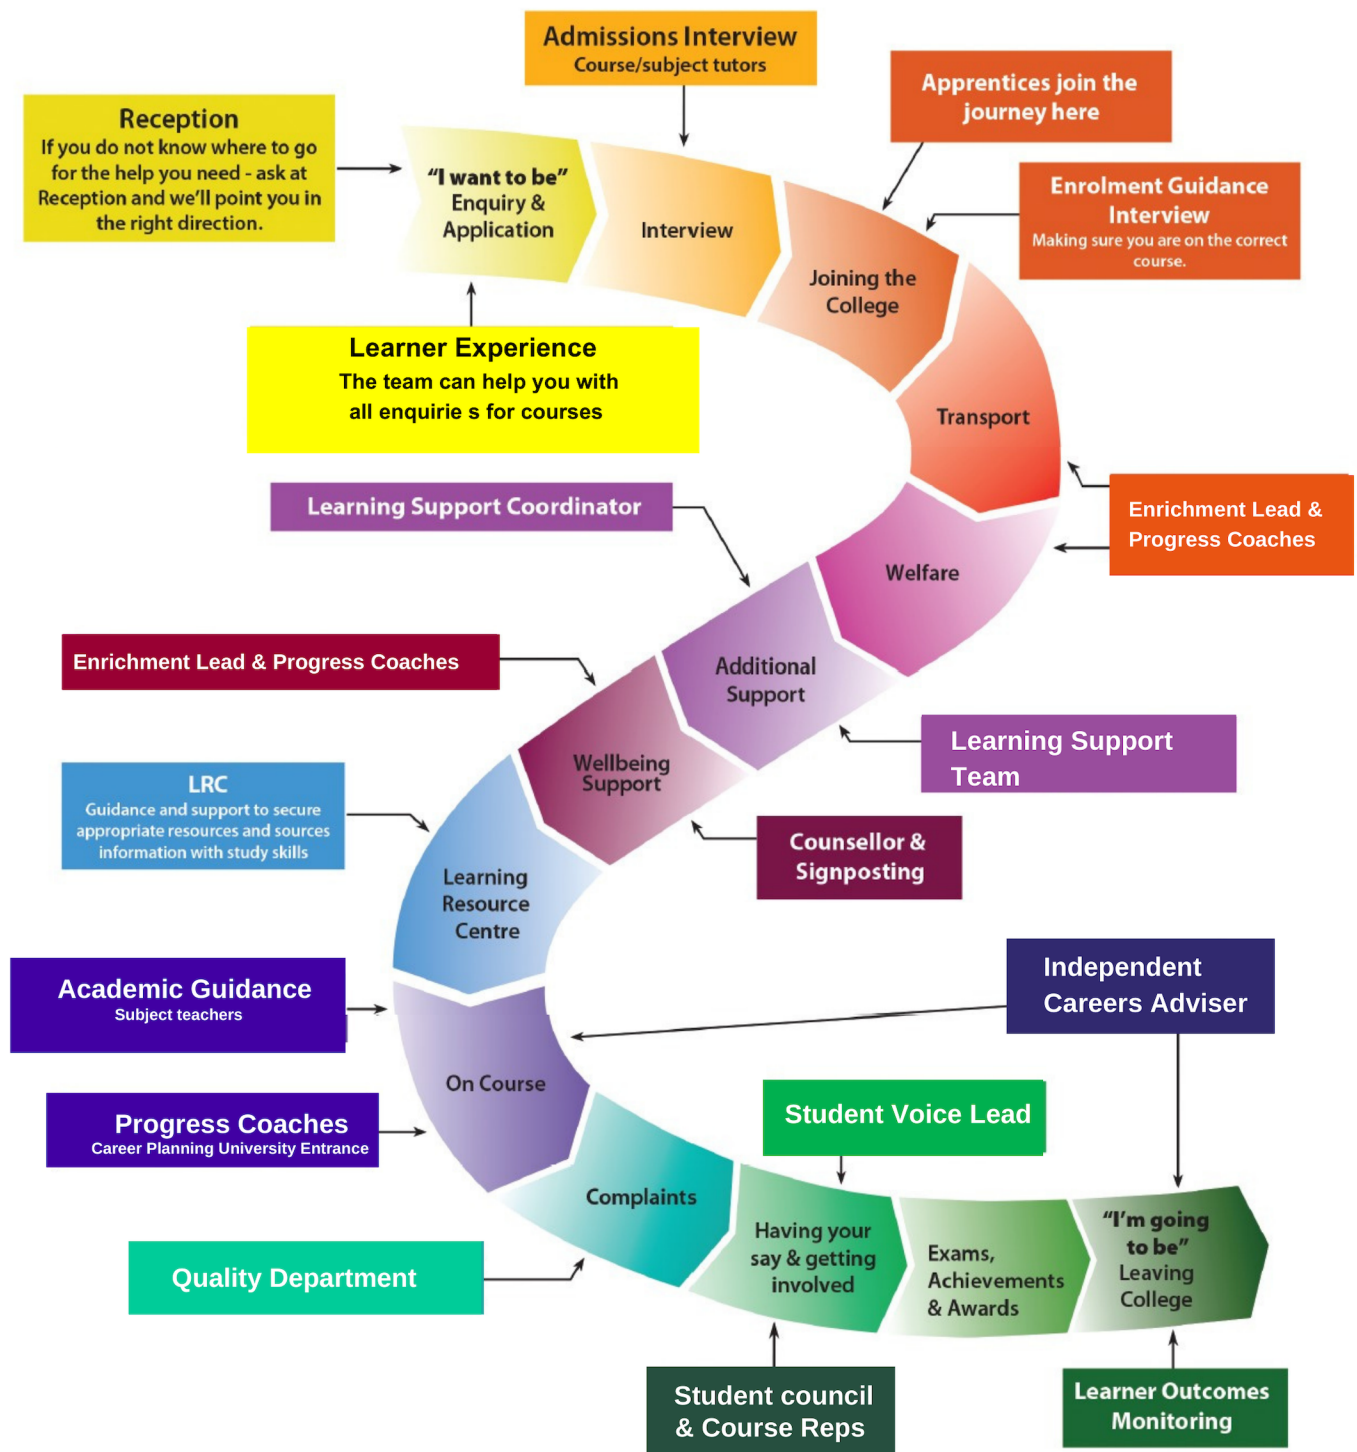 Admissions Interview
Course/subject tutors
Apprentices join the
journey here
Reception
If you do not know where to go
for the help you need - ask at
Reception and we'll point you in
the right direction.
"I want to be"
Enquiry &
Application
Interview
Enrolment Guidance
Interview
Making sure you are on the correct
course.
Joining the
College
Learner Experience
The team can help you with
all enquirie s for courses
Transport
Learning Support Coordinator
Enrichment Lead &
Progress Coaches
Welfare
Enrichment Lead & Progress Coaches
Additional
Support
Learning Support
Team
Wellbeing
Support
LRC
Guidance and support to secure
appropriate resources and sources
information with study skills
Counsellor &
Signposting
Learning
Resource
Centre
Academic Guidance
Subject teachers
Independent
Careers Adviser
On Course
Progress Coaches
Career Planning University Entrance
Student Voice Lead
Complaints
Quality Department
Having your
say & getting
involved
Exams,
Achievements
& Awards
"I'm going
to be"
Leaving
College
Student council
& Course Reps
Learner Outcomes
Monitoring